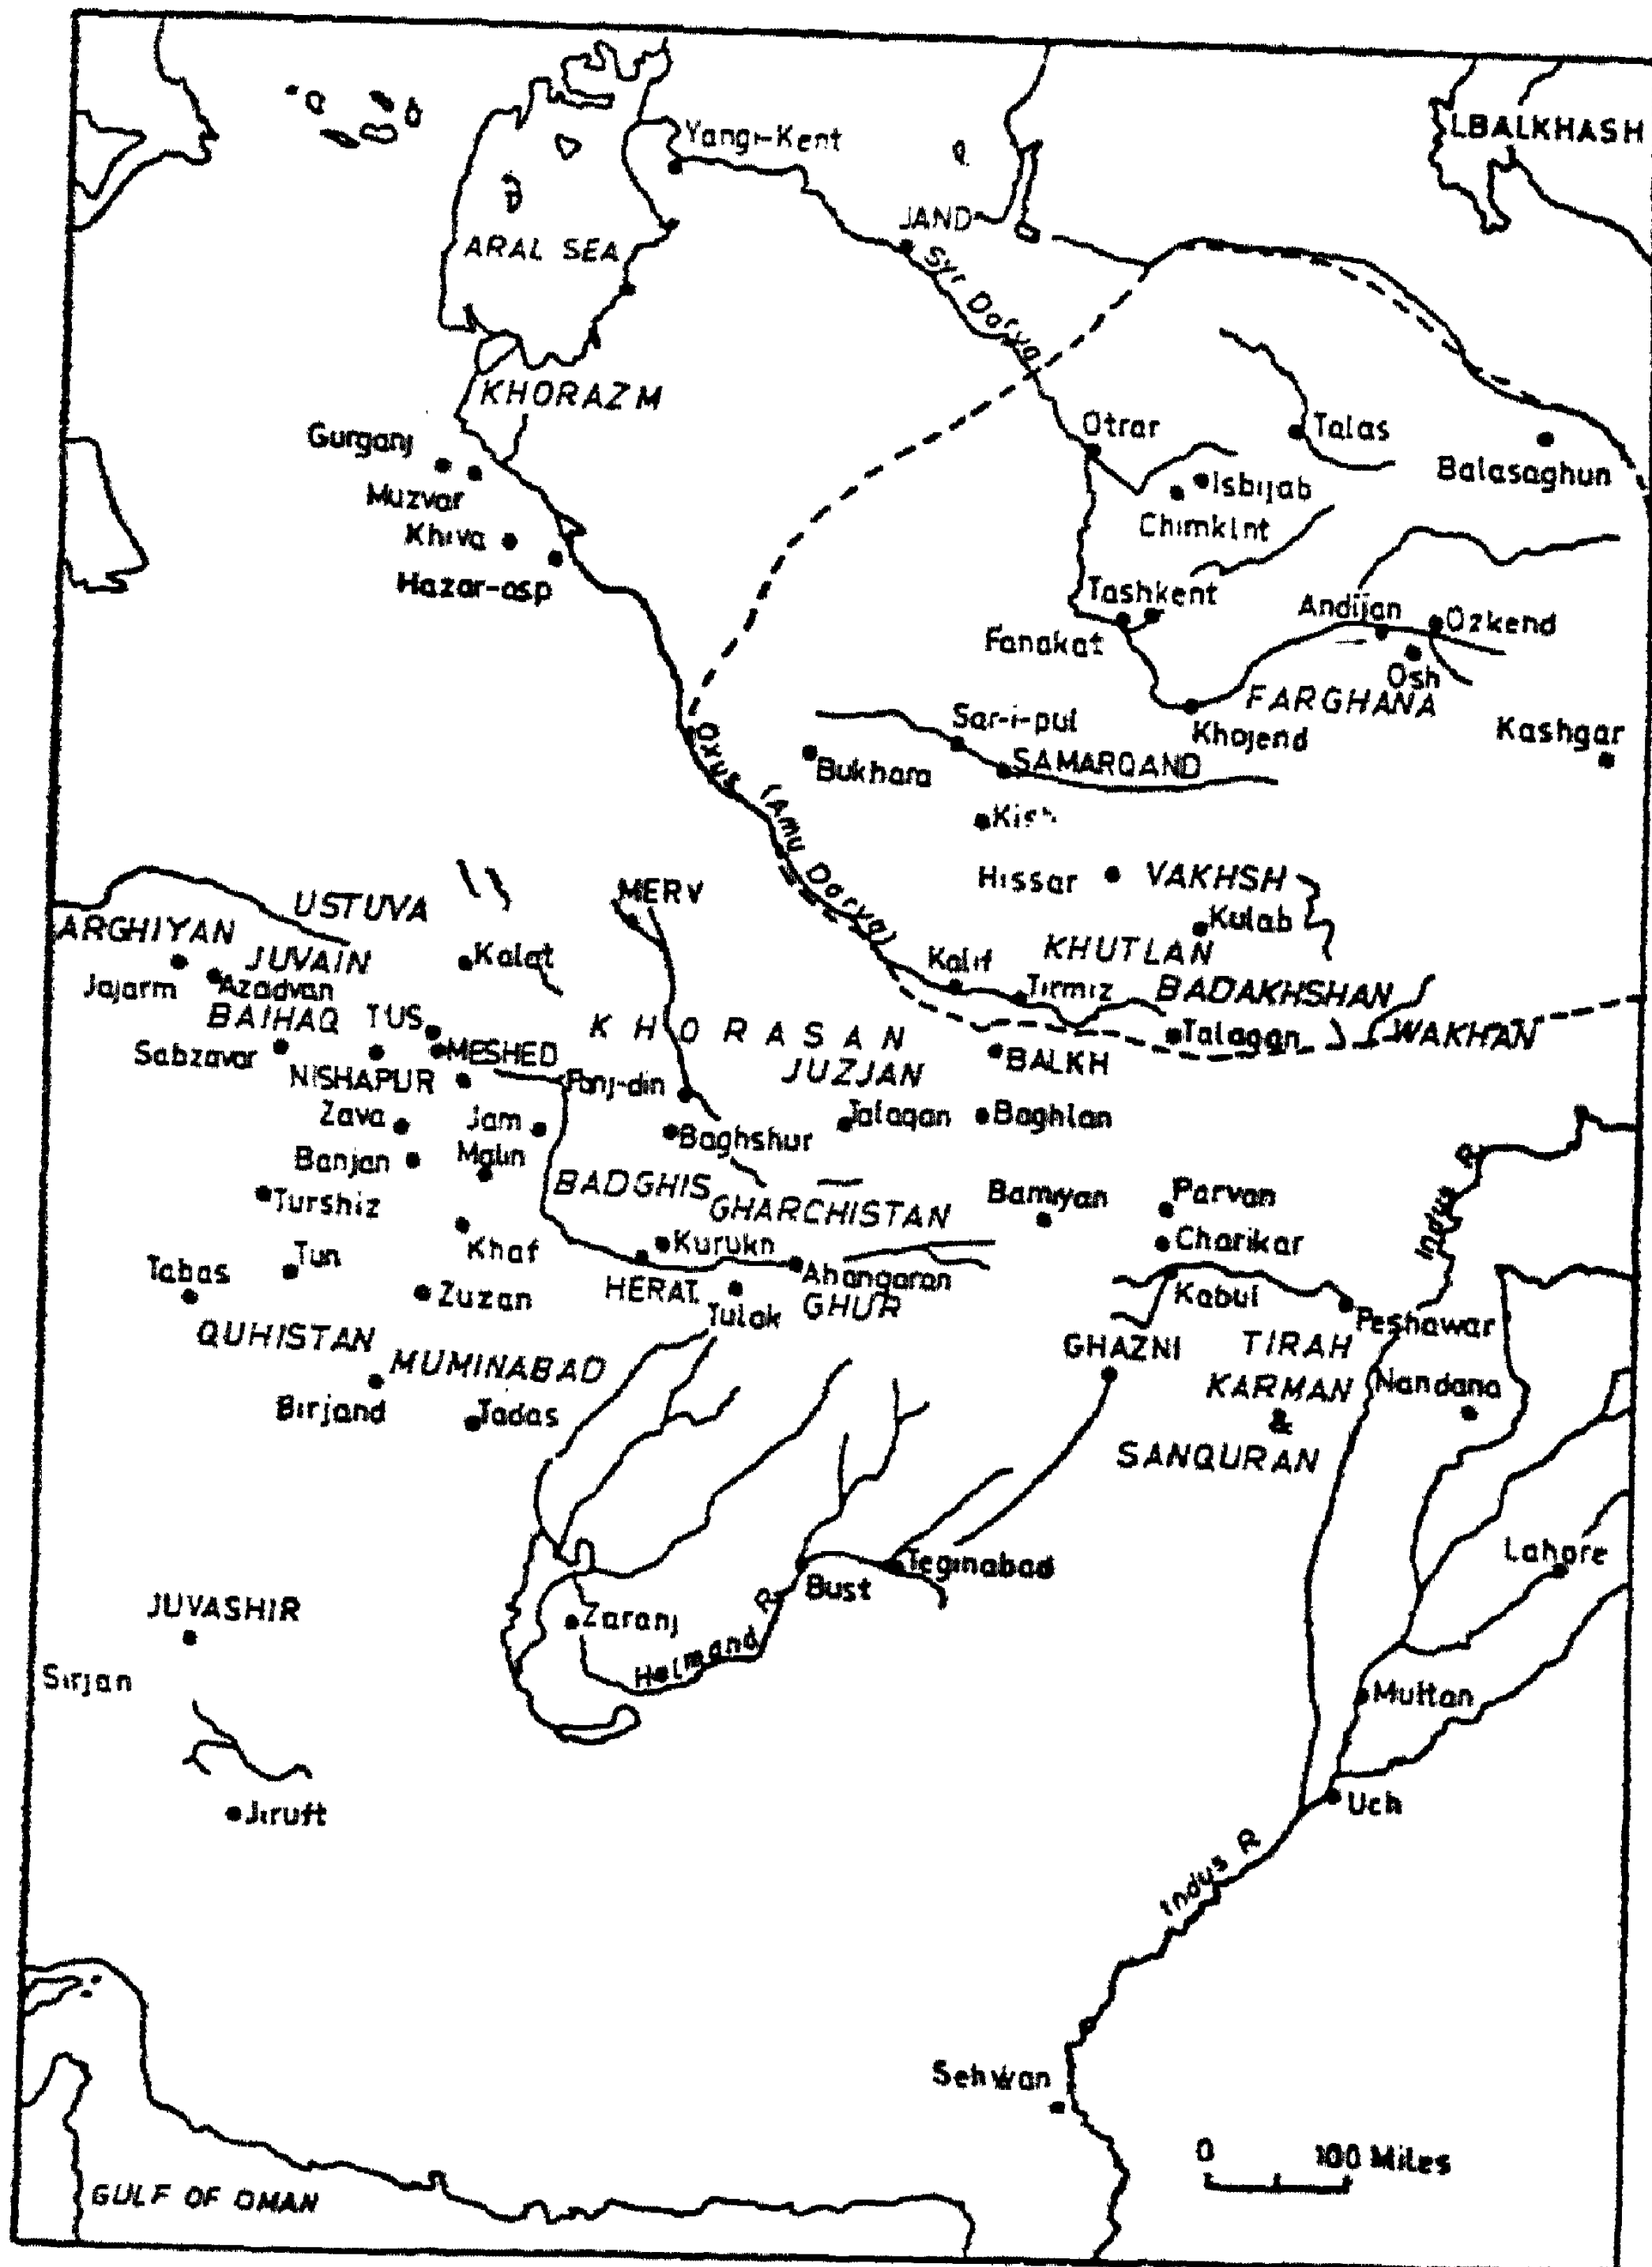 LBALKHASH
Yangi-Kent
JAND
ARAL SEA
Syr Darya
KHORAZM
Gurganj
Otrar
Talas
Balasaghun
Muzvar
Isbijab
Khiva
Chimkint
Hazar-asp
Tashkent
Andijan
Ozkend
Fanakat
Osh
FARGHANA
Sar-i-pul
Khojend
Kashgar
Oxus (Amu Darya)
Bukhara
SAMARQAND
Kish
Hissar
VAKHSH
USTUVA
MERV
Kulab
ARGHIYAN
JUVAIN
Kalat
Kalif
KHUTLAN
Jajarm
Azadvan
Tirmiz
BADAKHSHAN
BAIHAQ
TUS
KHORASAN
Talaqan
WAKHAN
Sabzavar
MESHED
BALKH
NISHAPUR
Panj-din
JUZJAN
Zava
Jam
Baghshur
Talaqan
Baghlan
Banjan
Malin
BADGHIS
Turshiz
GHARCHISTAN
Bamiyan
Parvan
Indus R
Khaf
Kurukn
Charikar
Tun
Tabas
Zuzan
HERAT
Ahangaran
Tulak
GHUR
Kabul
Peshawar
QUHISTAN
MUMINABAD
GHAZNI
TIRAH
Birjand
Tadas
KARMAN
Nandana
&
SANQURAN
Lahore
Teginabad
Bust
JUVASHIR
Zaranj
Helmand R
Sirjan
Multan
Jiruft
Uch
Indus R
Sehwan
0 100 Miles
GULF OF OMAN